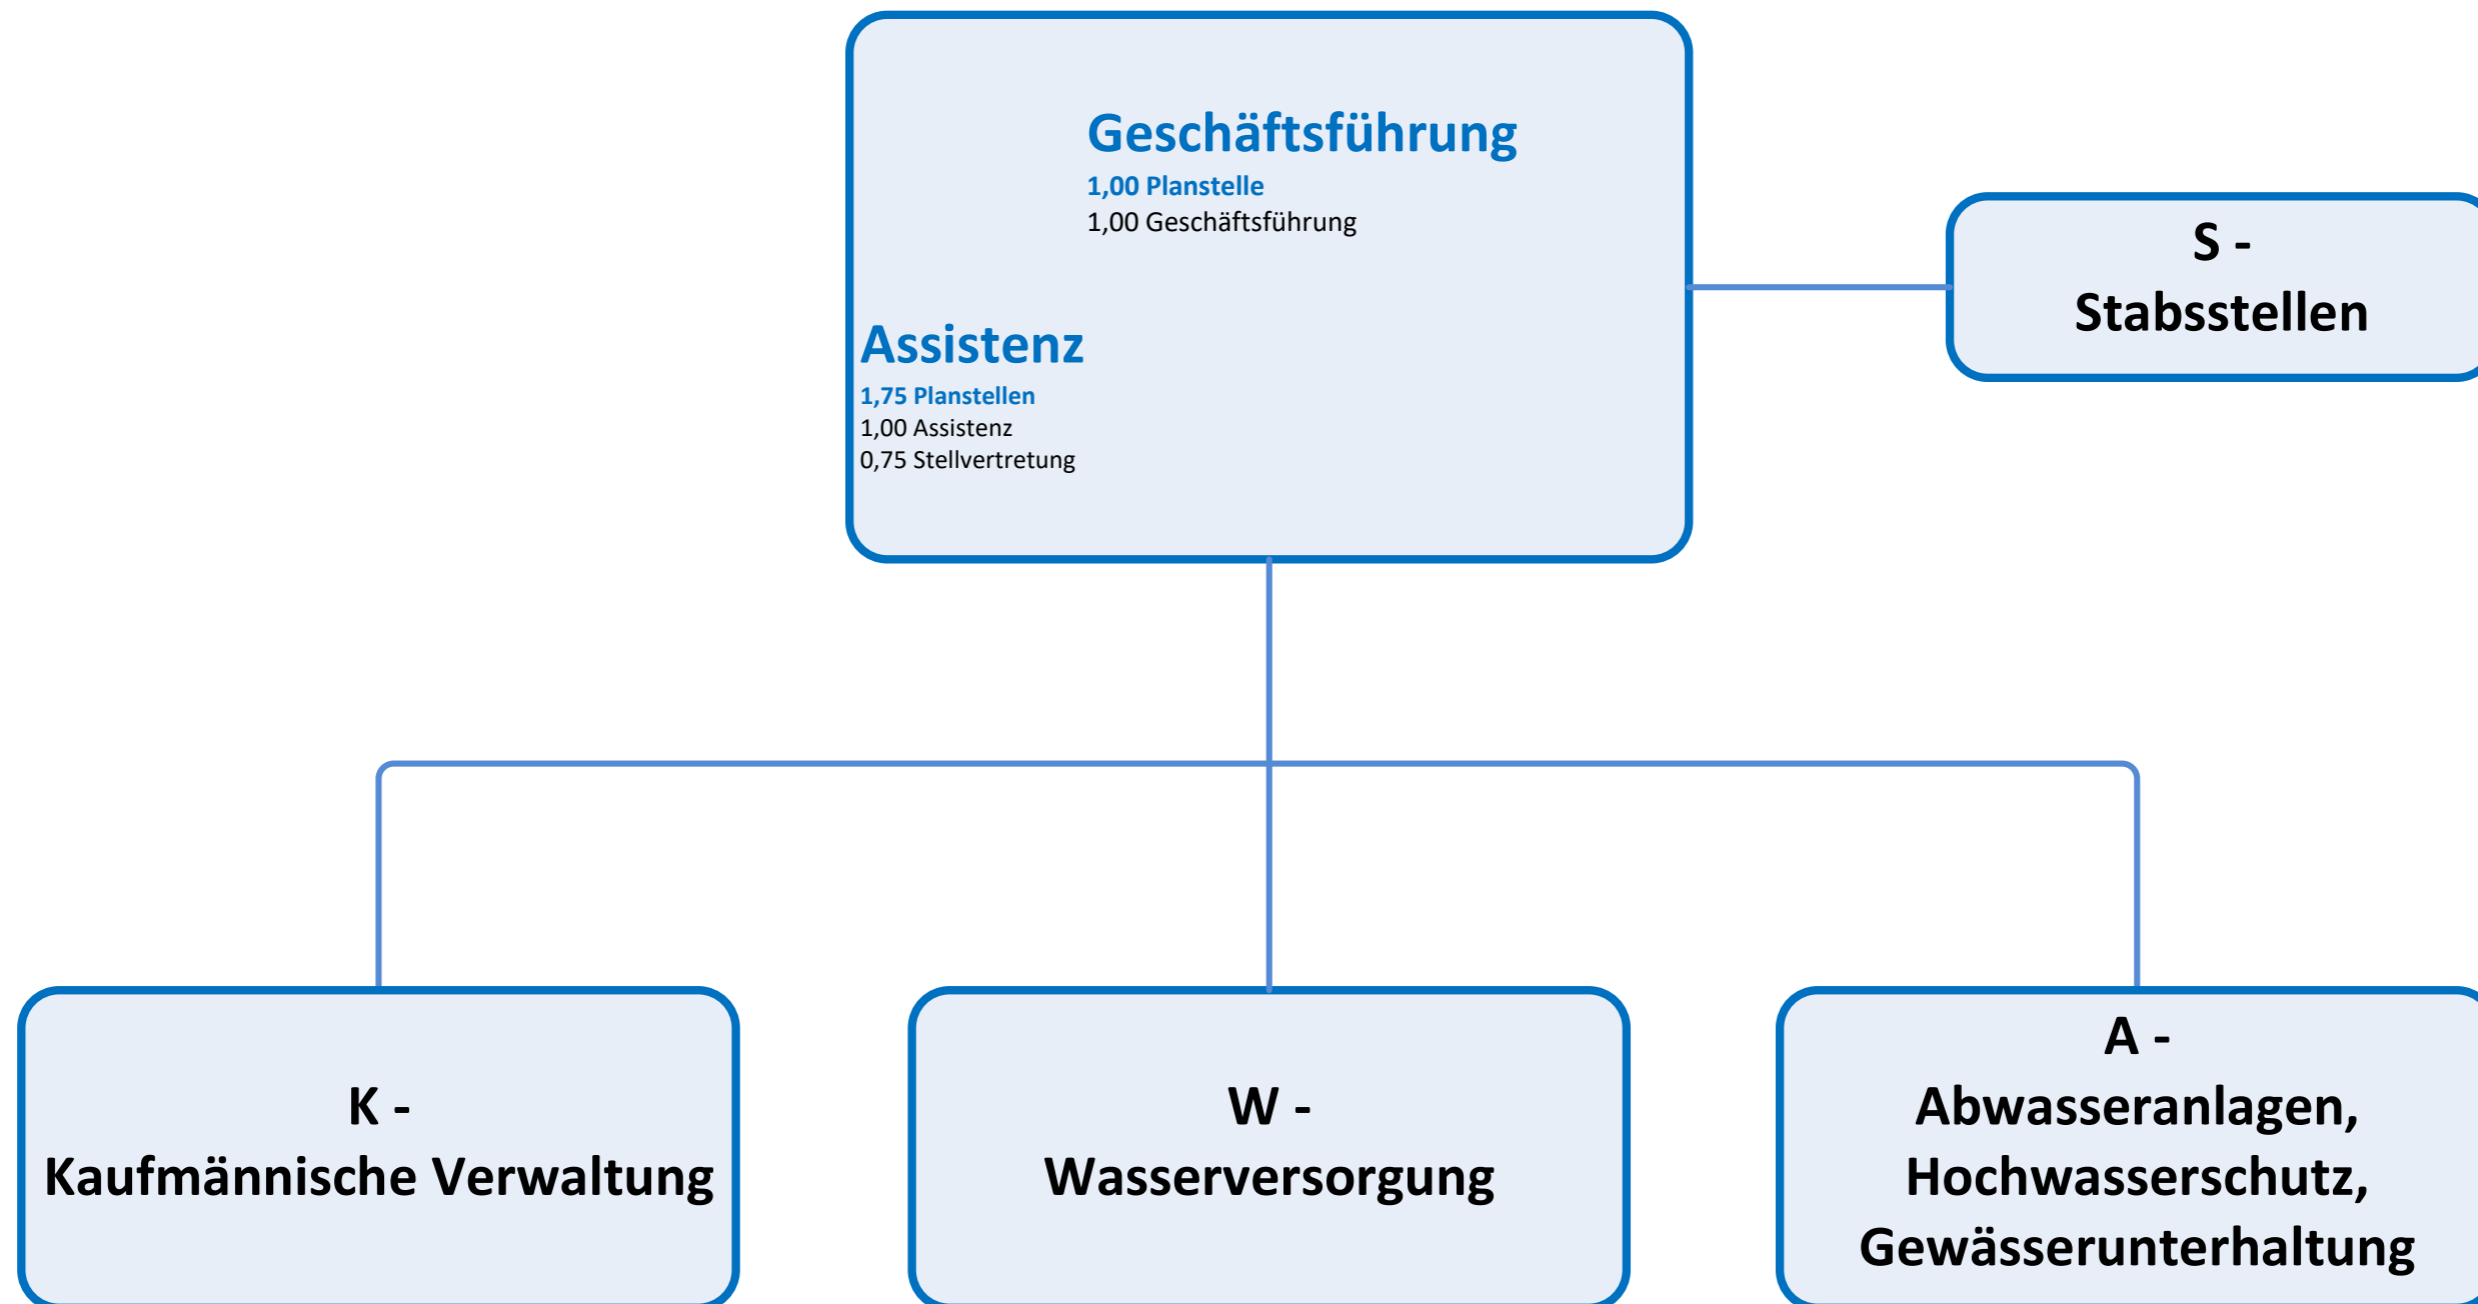 Geschäftsführung
1,00 Planstelle
1,00 Geschäftsführung
Assistenz
1,75 Planstellen
1,00 Assistenz
0,75 Stellvertretung
S -
Stabsstellen
K -
Kaufmännische Verwaltung
W -
Wasserversorgung
A -
Abwasseranlagen,
Hochwasserschutz,
Gewässerunterhaltung